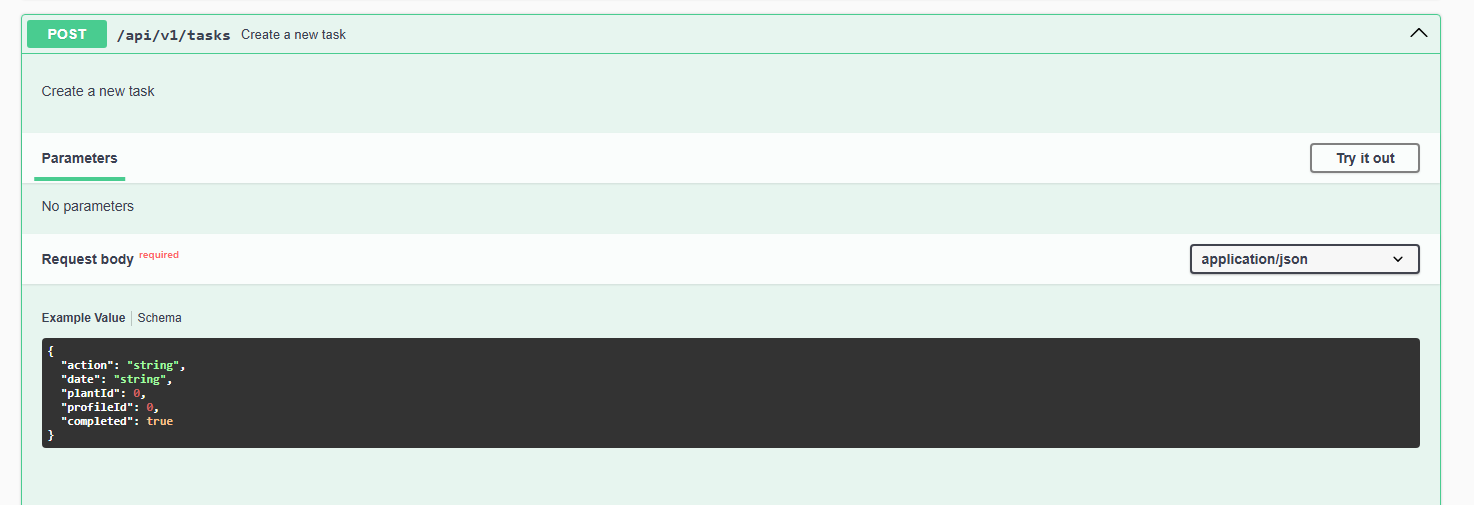 POST /api/v1/tasks Create a new task
Create a new task
Parameters
Try it out
No parameters
Request body required
application/json
Example Value Schema
{
  "action": "string",
  "date": "string",
  "plantId": 0,
  "profileId": 0,
  "completed": true
}